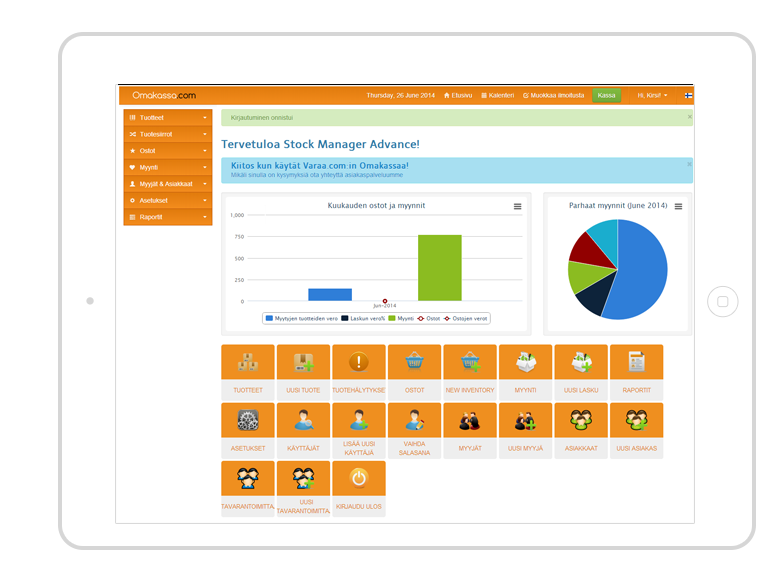 Omakassa.com
Thursday, 26 June 2014 Etusivu Kalenteri Muokkaa ilmoitusta Kassa Hi, Kirsi!
Tuotteet
Tuotesiirrot
Ostot
Myynti
Myyjät & Asiakkaat
Asetukset
Raportit
Kirjautuminen onnistui ×
Tervetuloa Stock Manager Advance!
Kiitos kun käytät Varaa.com:in Omakassaa! ×
Mikäli sinulla on kysymyksiä ota yhteyttä asiakaspalvelumme
Kuukauden ostot ja myynnit
1,000
750
500
250
0
Jun-2014
Myytyjen tuotteiden vero Laskun vero% Myynti Ostot Ostojen verot
Parhaat myynnit (June 2014)
TUOTTEET UUSI TUOTE TUOTEHÄLYTYKSE OSTOT NEW INVENTORY MYYNTI UUSI LASKU RAPORTIT
ASETUKSET KÄYTTÄJÄT LISÄÄ UUSI KÄYTTÄJÄ VAIHDA SALASANA MYYJÄT UUSI MYYJÄ ASIAKKAAT UUSI ASIAKAS
TAVARANTOIMITTAJ UUSI TAVARANTOIMITTAJ KIRJAUDU ULOS